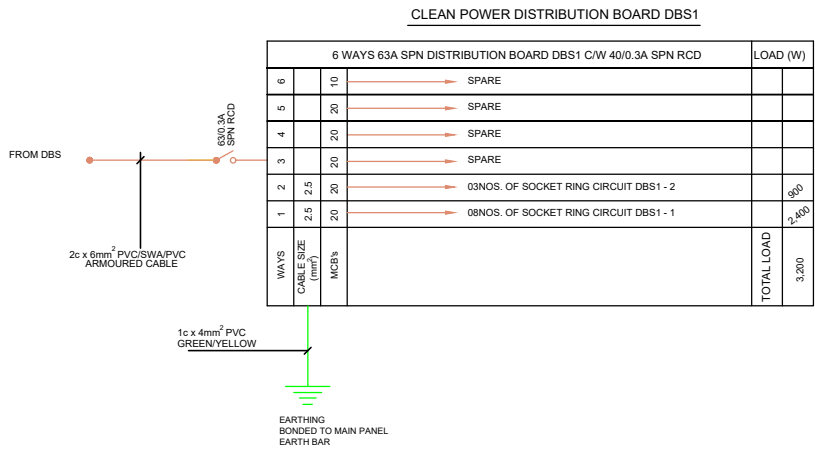 CLEAN POWER DISTRIBUTION BOARD DBS1
6 WAYS 63A SPN DISTRIBUTION BOARD DBS1 C/W 40/0.3A SPN RCD LOAD (W)
6 10 SPARE
5 20 SPARE
4 20 SPARE
3 20 SPARE
2 2.5 20 03NOS. OF SOCKET RING CIRCUIT DBS1 - 2 900
1 2.5 20 08NOS. OF SOCKET RING CIRCUIT DBS1 - 1 2,400
WAYS CABLE SIZE (mm²) MCB's TOTAL LOAD 3,200
63/0.3A
SPN RCD
FROM DBS
2c x 6mm² PVC/SWA/PVC
ARMOURED CABLE
1c x 4mm² PVC
GREEN/YELLOW
EARTHING
BONDED TO MAIN PANEL
EARTH BAR